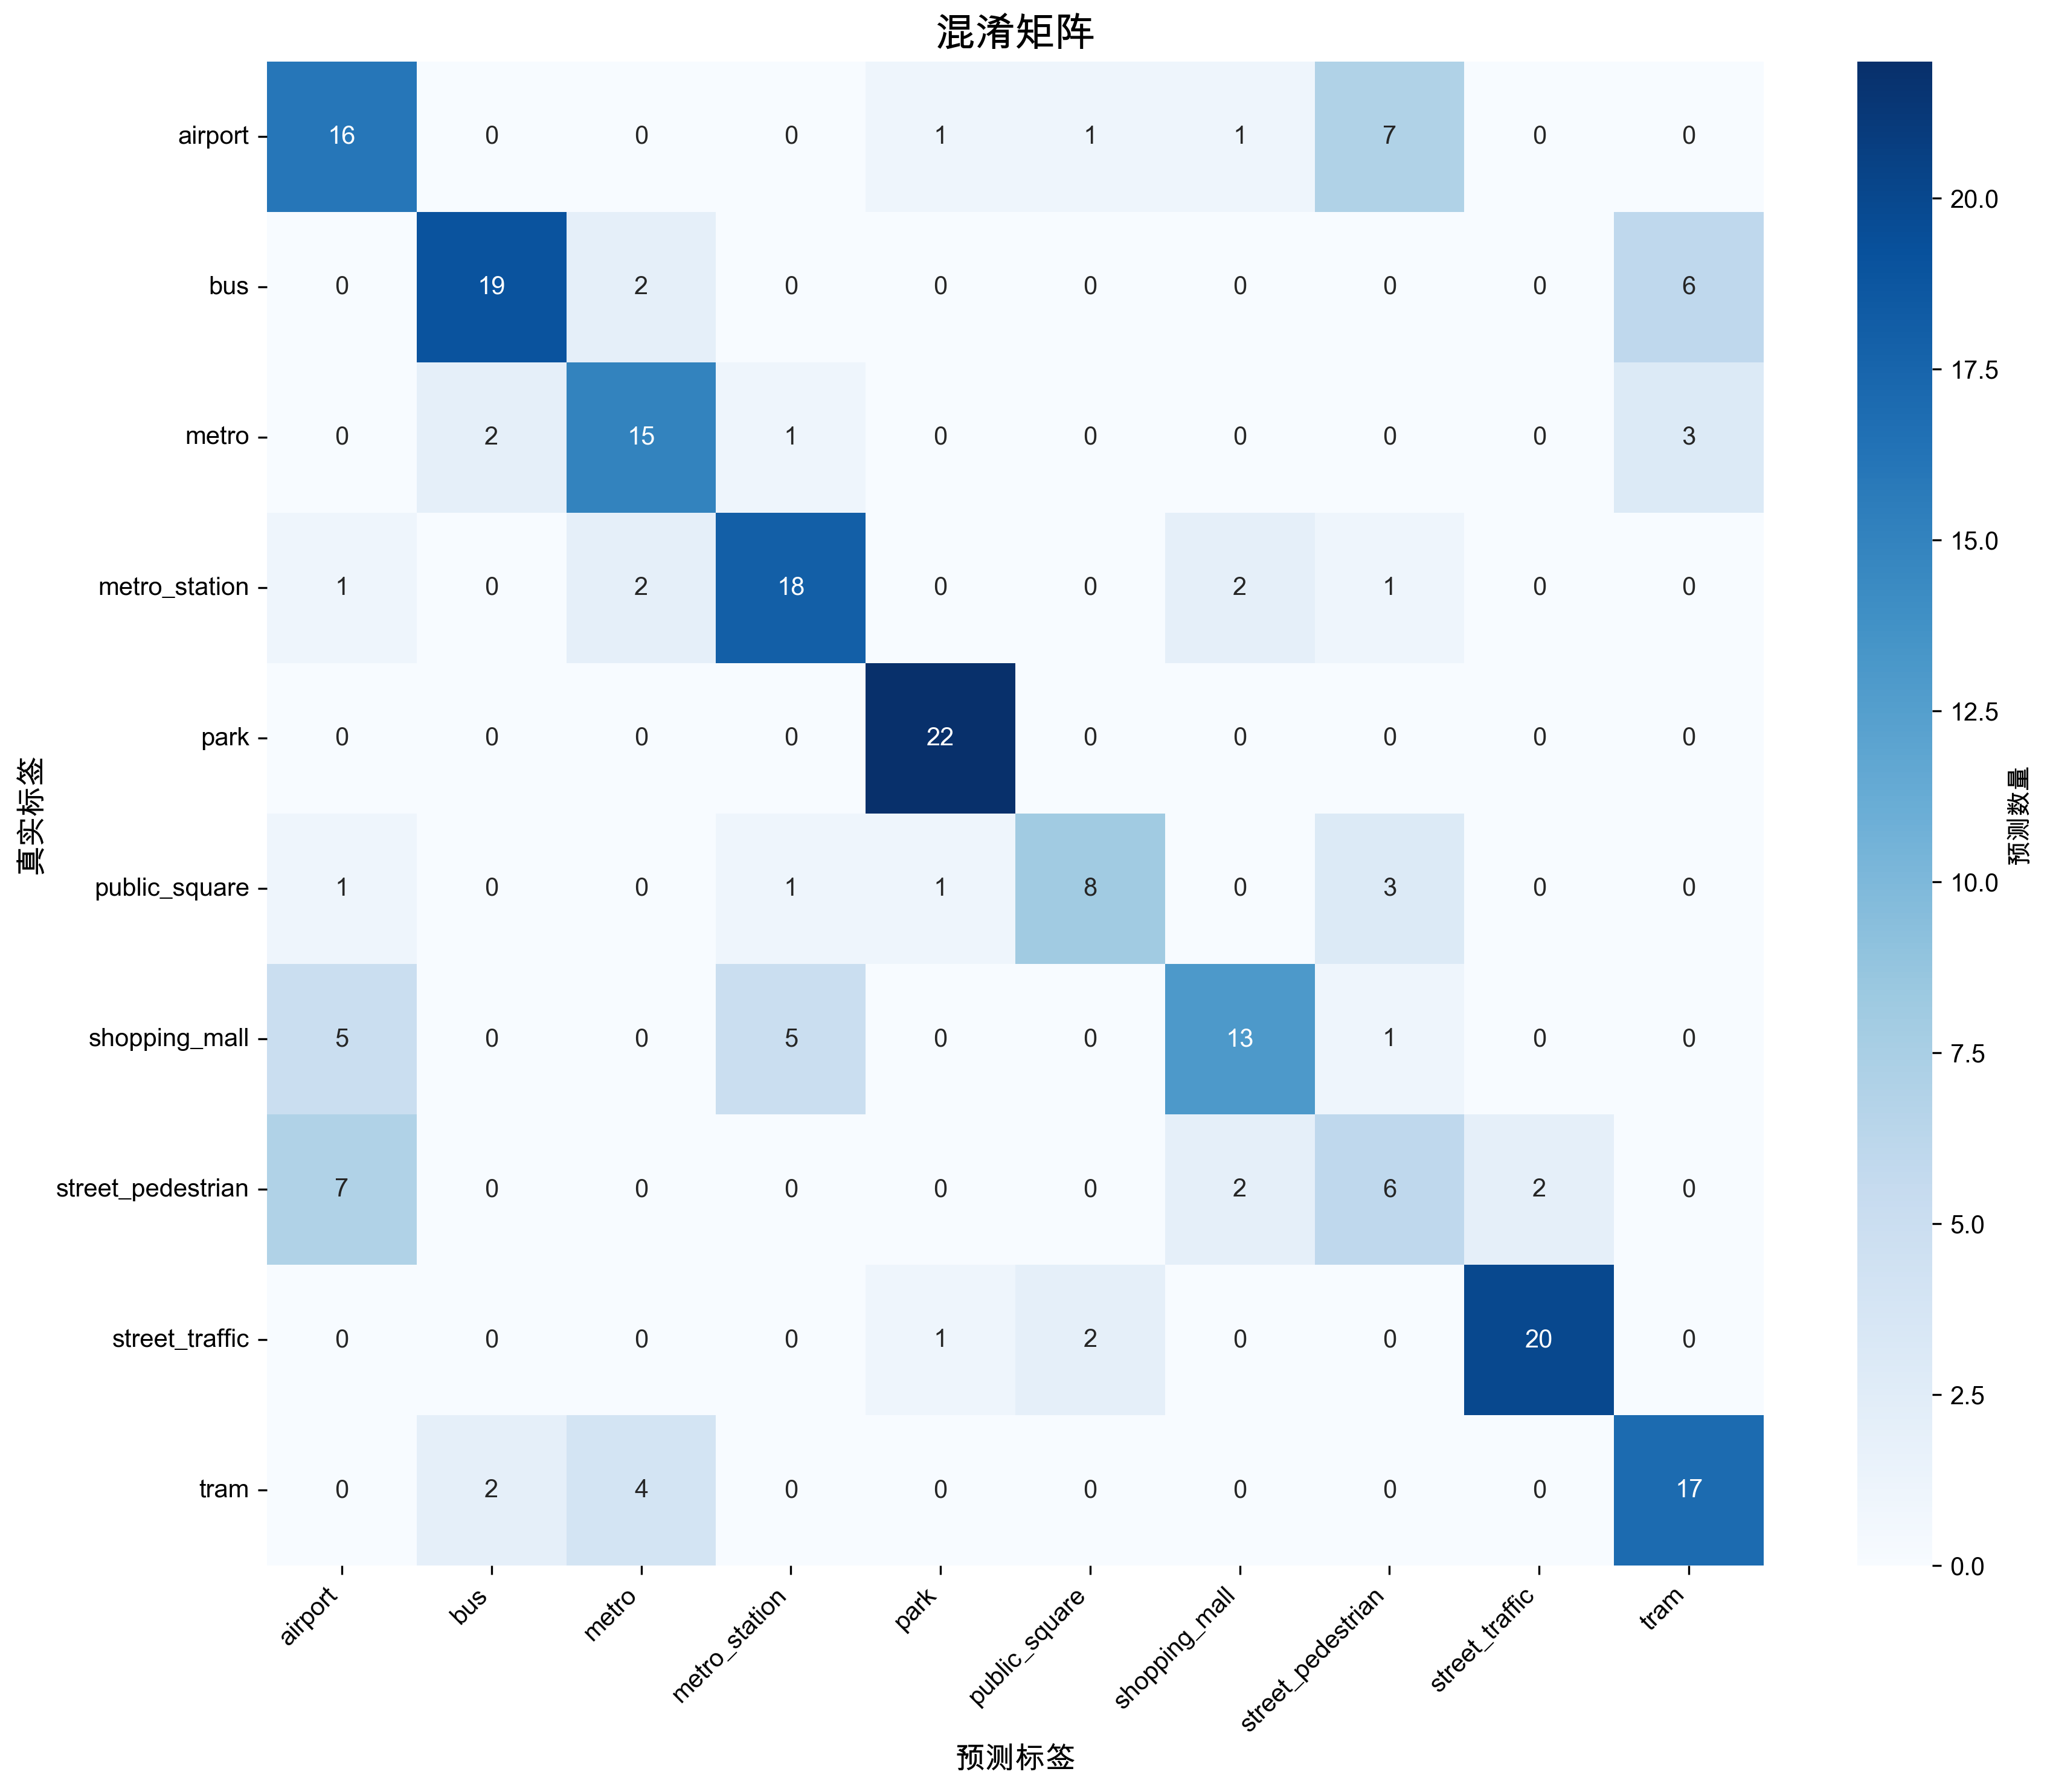 混淆矩阵
airport 16 0 0 0 1 1 1 7 0 0
bus 0 19 2 0 0 0 0 0 0 6
metro 0 2 15 1 0 0 0 0 0 3
metro_station 1 0 2 18 0 0 2 1 0 0
park 0 0 0 0 22 0 0 0 0 0
public_square 1 0 0 1 1 8 0 3 0 0
shopping_mall 5 0 0 5 0 0 13 1 0 0
street_pedestrian 7 0 0 0 0 0 2 6 2 0
street_traffic 0 0 0 0 1 2 0 0 20 0
tram 0 2 4 0 0 0 0 0 0 17
airport bus metro metro_station park public_square shopping_mall street_pedestrian street_traffic tram
预测标签
真实标签
20.0
17.5
15.0
12.5
10.0
7.5
5.0
2.5
0.0
预测数量